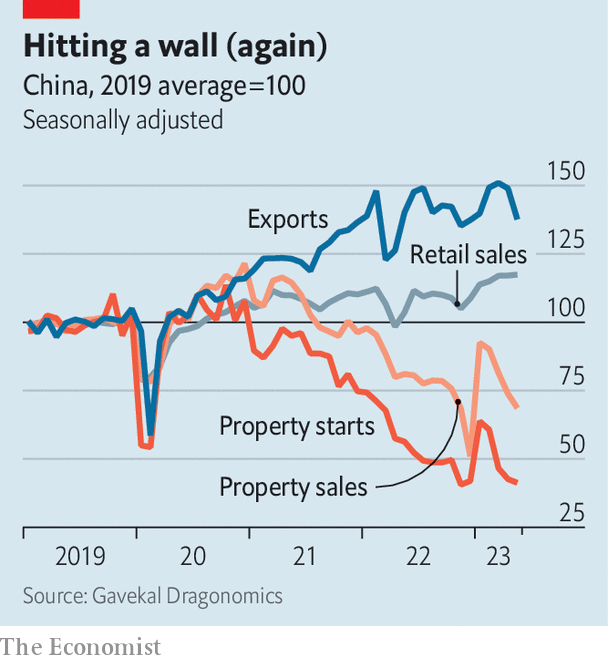 Hitting a wall (again)
China, 2019 average=100
Seasonally adjusted
150
Exports
125
Retail sales
100
75
Property starts
50
Property sales
25
2019 20 21 22 23
Source: Gavekal Dragonomics
The Economist